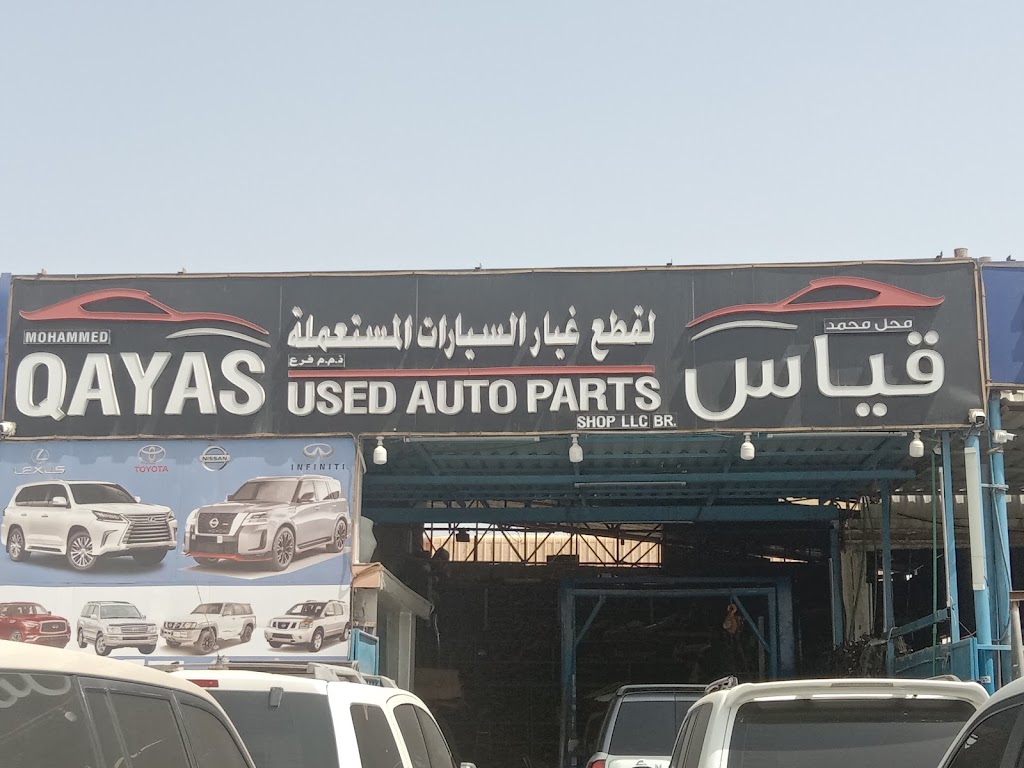 MOHAMMED
QAYAS
لقطع غيار السيارات المستعملة
ذ.م.م فرع
USED AUTO PARTS
SHOP LLC BR.
محل محمد
قياس
LEXUS
TOYOTA
NISSAN
INFINITI